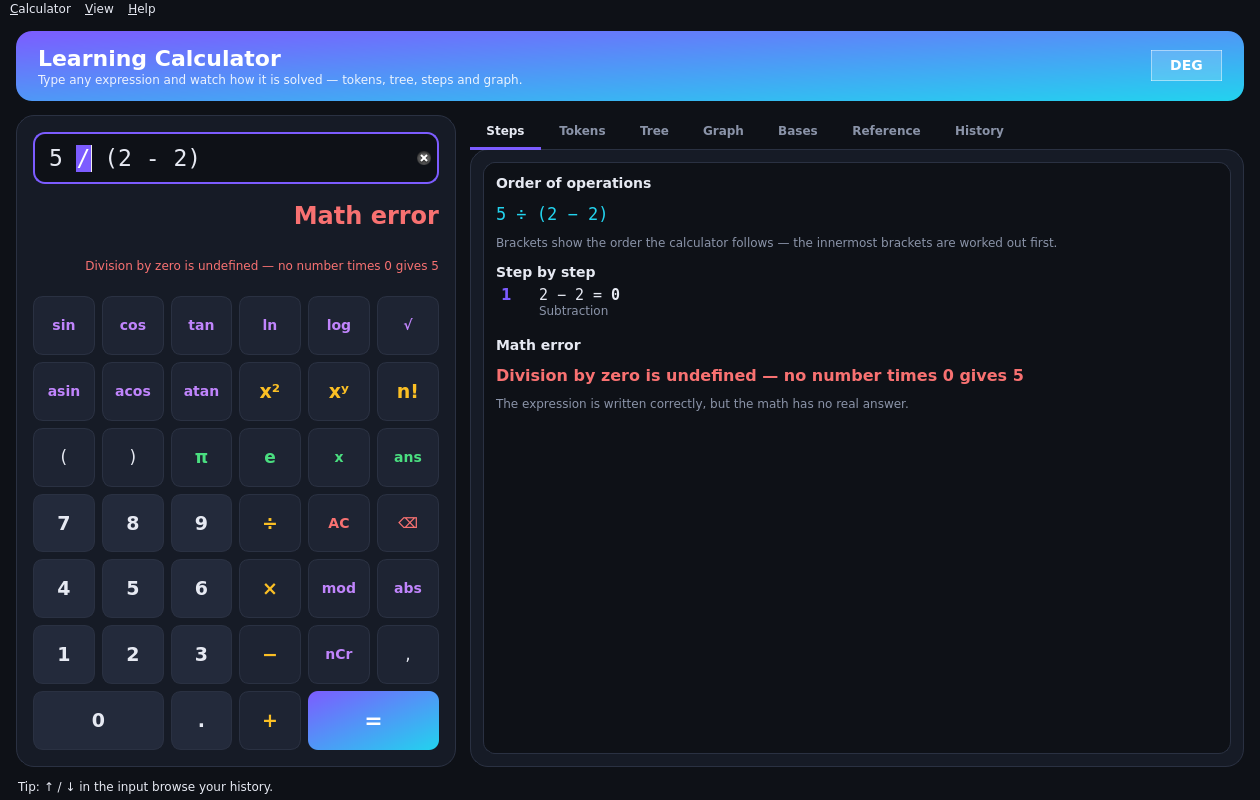 Calculator View Help
Learning Calculator
Type any expression and watch how it is solved — tokens, tree, steps and graph.
DEG
5 / (2 - 2)
Math error
Division by zero is undefined — no number times 0 gives 5
sin cos tan ln log √
asin acos atan x² xʸ n!
( ) π e x ans
7 8 9 ÷ AC ⌫
4 5 6 × mod abs
1 2 3 − nCr ,
0 . + =
Steps Tokens Tree Graph Bases Reference History
Order of operations
5 ÷ (2 − 2)
Brackets show the order the calculator follows — the innermost brackets are worked out first.
Step by step
1 2 − 2 = 0
Subtraction
Math error
Division by zero is undefined — no number times 0 gives 5
The expression is written correctly, but the math has no real answer.
Tip: ↑ / ↓ in the input browse your history.